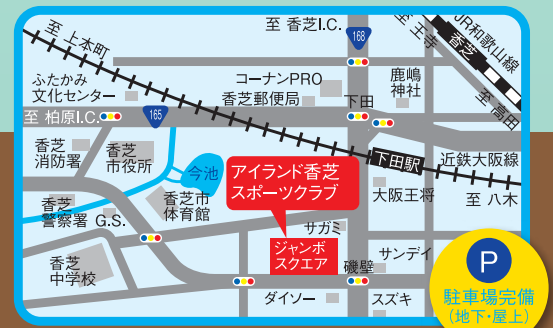 至 上本町
至 香芝I.C.
168
至 王寺
JR和歌山線
香芝
至 高田
ふたかみ
文化センター
コーナンPRO
香芝郵便局
下田
鹿嶋
神社
至 柏原I.C.
165
香芝
消防署
香芝
市役所
今池
アイランド香芝
スポーツクラブ
下田駅
近鉄大阪線
大阪王将
至 八木
香芝
警察署
G.S.
香芝市
体育館
サガミ
ジャンボ
スクエア
磯壁
サンデイ
香芝
中学校
ダイソー
スズキ
P
駐車場完備
(地下・屋上)